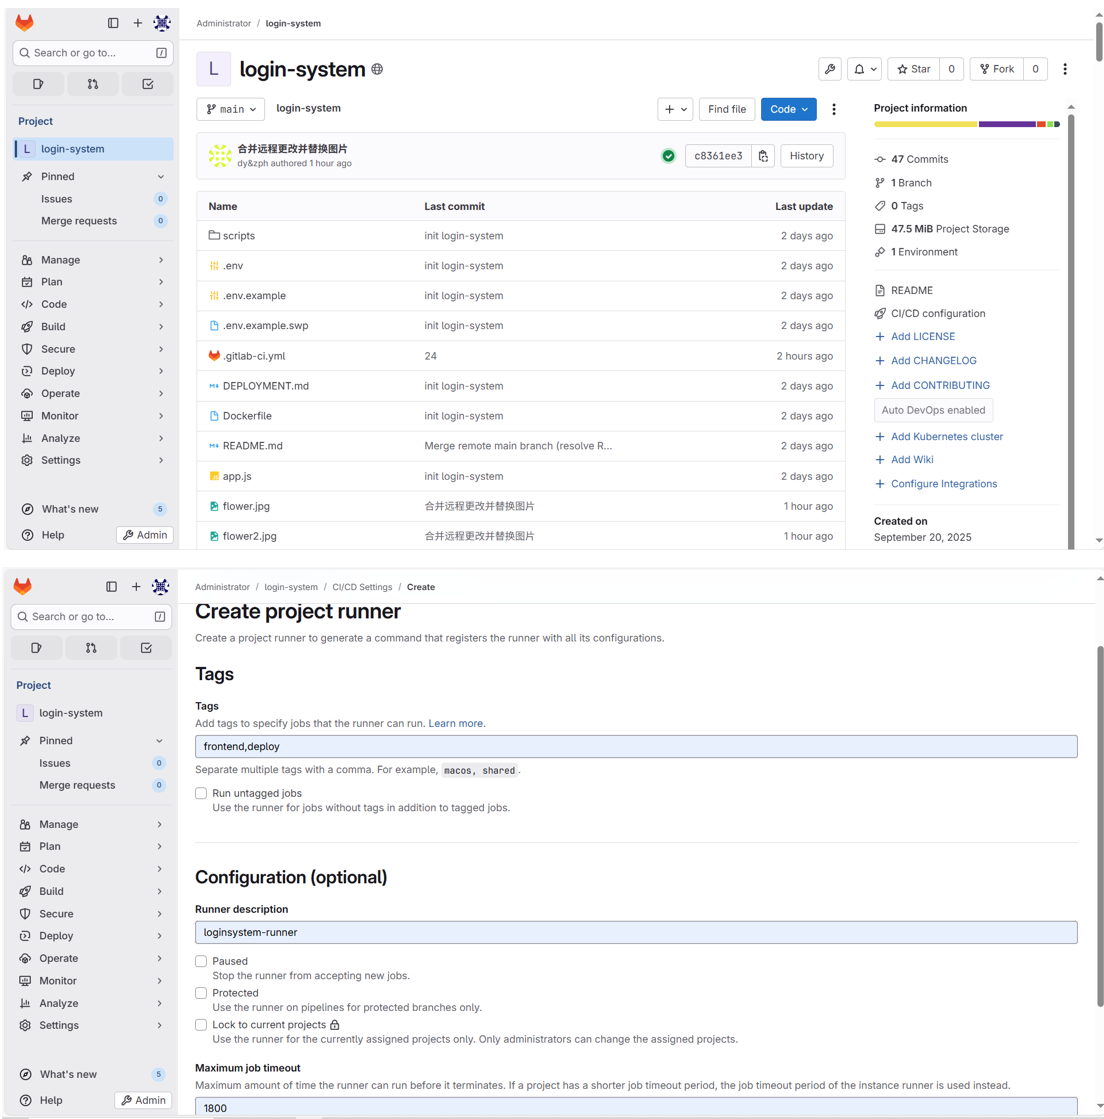 Administrator / login-system
Search or go to... /
Project
L login-system
Pinned
Issues 0
Merge requests 0
Manage
Plan
Code
Build
Secure
Deploy
Operate
Monitor
Analyze
Settings
What's new 5
Help
Admin
L login-system
Star 0
Fork 0
main
login-system
Find file
Code
合并远程更改并替换图片
dy&zph authored 1 hour ago
c8361ee3
History
Name Last commit Last update
scripts init login-system 2 days ago
.env init login-system 2 days ago
.env.example init login-system 2 days ago
.env.example.swp init login-system 2 days ago
.gitlab-ci.yml 24 2 hours ago
DEPLOYMENT.md init login-system 2 days ago
Dockerfile init login-system 2 days ago
README.md Merge remote main branch (resolve R... 2 days ago
app.js init login-system 2 days ago
flower.jpg 合并远程更改并替换图片 1 hour ago
flower2.jpg 合并远程更改并替换图片 1 hour ago
Project information
47 Commits
1 Branch
0 Tags
47.5 MiB Project Storage
1 Environment
README
CI/CD configuration
Add LICENSE
Add CHANGELOG
Add CONTRIBUTING
Auto DevOps enabled
Add Kubernetes cluster
Add Wiki
Configure Integrations
Created on
September 20, 2025
Administrator / login-system / CI/CD Settings / Create
Search or go to... /
Project
L login-system
Pinned
Issues 0
Merge requests 0
Manage
Plan
Code
Build
Secure
Deploy
Operate
Monitor
Analyze
Settings
What's new 5
Help
Admin
Create project runner
Create a project runner to generate a command that registers the runner with all its configurations.
Tags
Tags
Add tags to specify jobs that the runner can run. Learn more.
frontend,deploy
Separate multiple tags with a comma. For example, macos, shared.
Run untagged jobs
Use the runner for jobs without tags in addition to tagged jobs.
Configuration (optional)
Runner description
loginsystem-runner
Paused
Stop the runner from accepting new jobs.
Protected
Use the runner on pipelines for protected branches only.
Lock to current projects
Use the runner for the currently assigned projects only. Only administrators can change the assigned projects.
Maximum job timeout
Maximum amount of time the runner can run before it terminates. If a project has a shorter job timeout period, the job timeout period of the instance runner is used instead.
1800